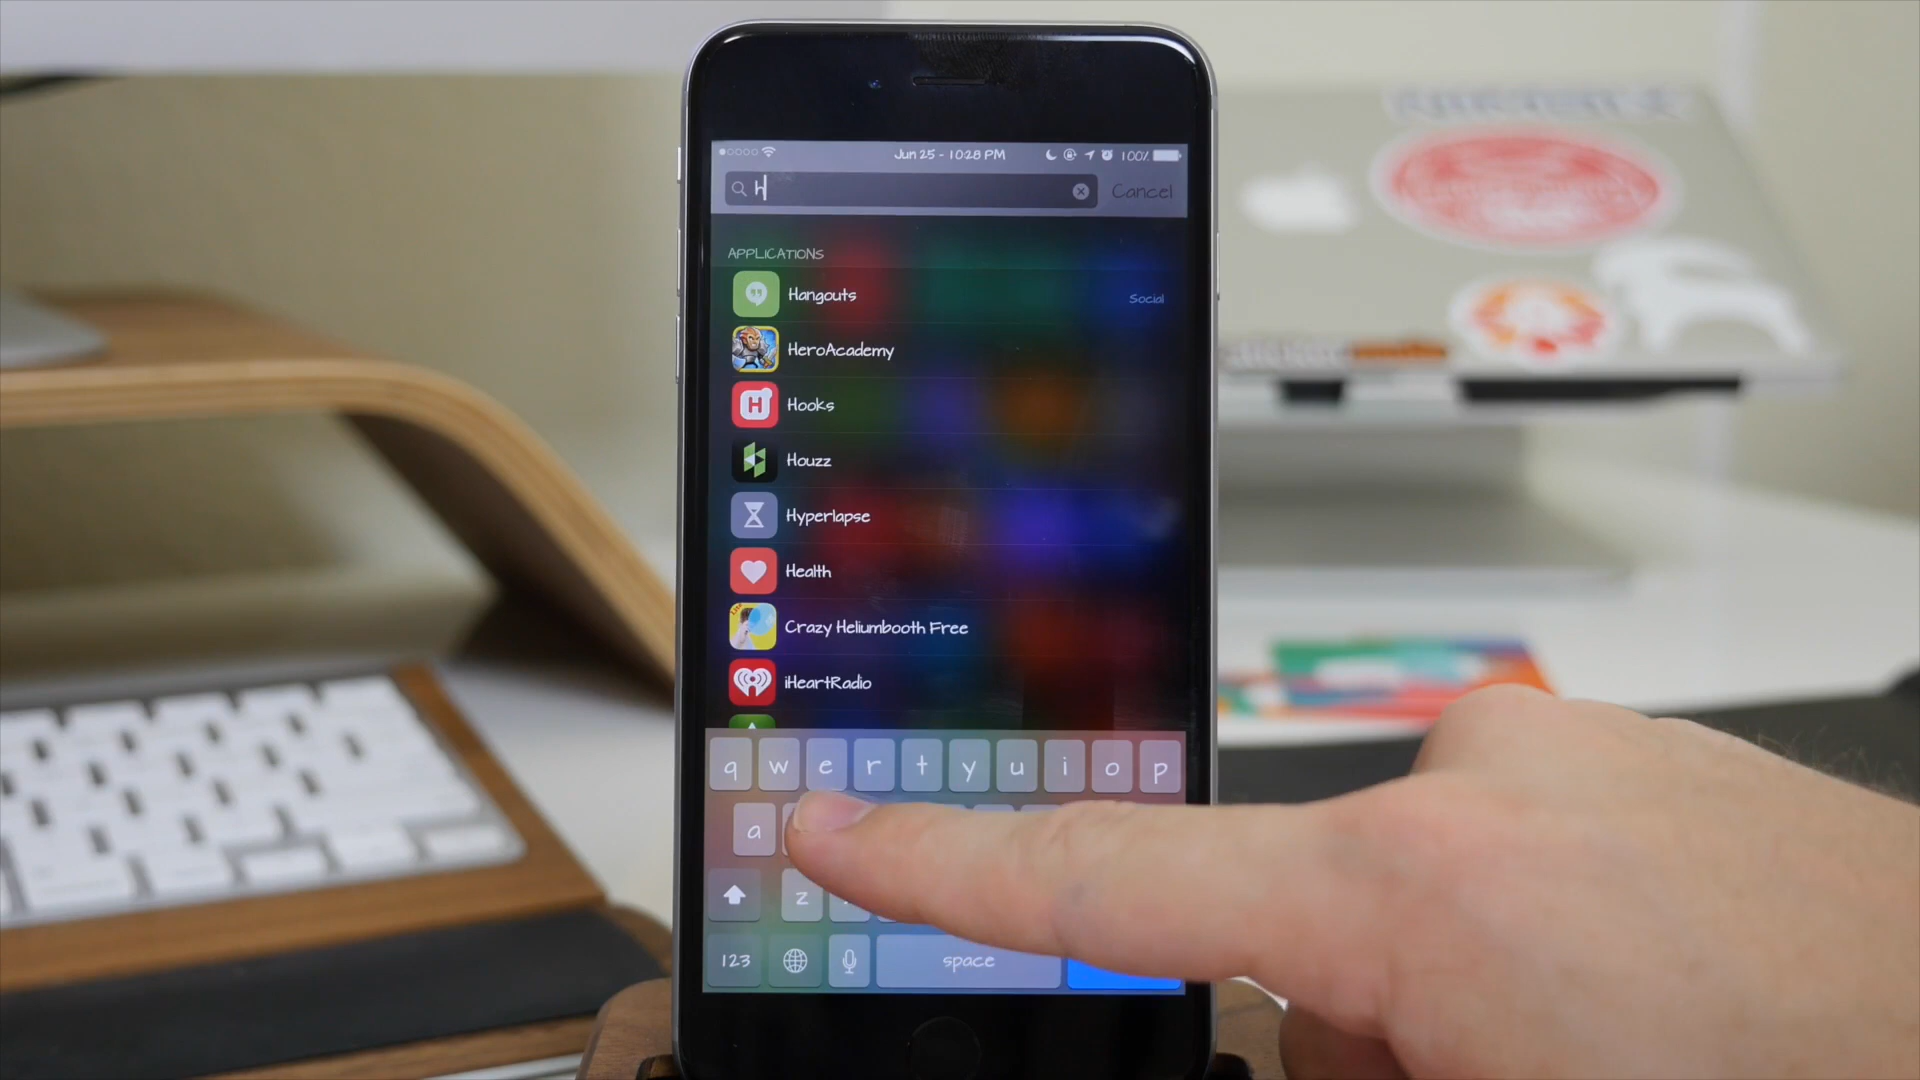 Jun 25 - 10:28 PM 100%
H Cancel
APPLICATIONS
Hangouts Social
HeroAcademy
H Hooks
Houzz
Hyperlapse
Health
Lite Crazy Heliumbooth Free
iHeartRadio
q w e r t y u i o p
a
z
123 space